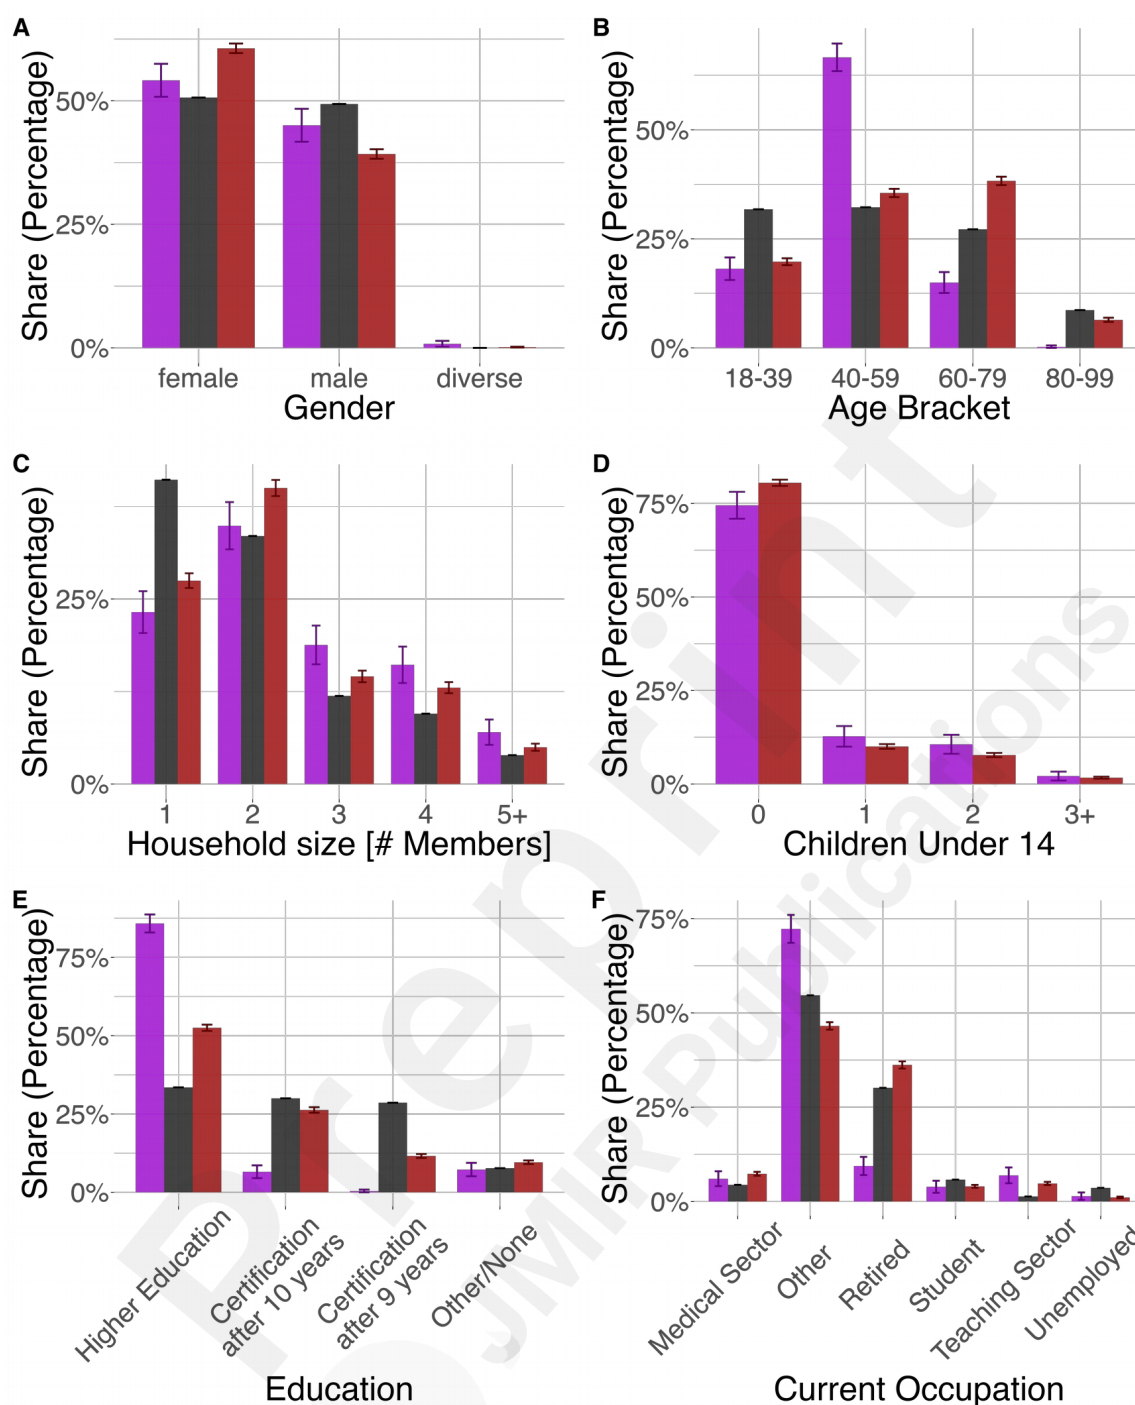 A
Share (Percentage)
50%
25%
0%
female male diverse
Gender
B
Share (Percentage)
50%
25%
0%
18-39 40-59 60-79 80-99
Age Bracket
C
Share (Percentage)
25%
0%
1 2 3 4 5+
Household size [# Members]
D
Share (Percentage)
75%
50%
25%
0%
0 1 2 3+
Children Under 14
E
Share (Percentage)
75%
50%
25%
0%
Higher Education
Certification
after 10 years
Certification
after 9 years
Other/None
Education
F
Share (Percentage)
75%
50%
25%
0%
Medical Sector
Other
Retired
Student
Teaching Sector
Unemployed
Current Occupation
Preprint
JMIR Publications